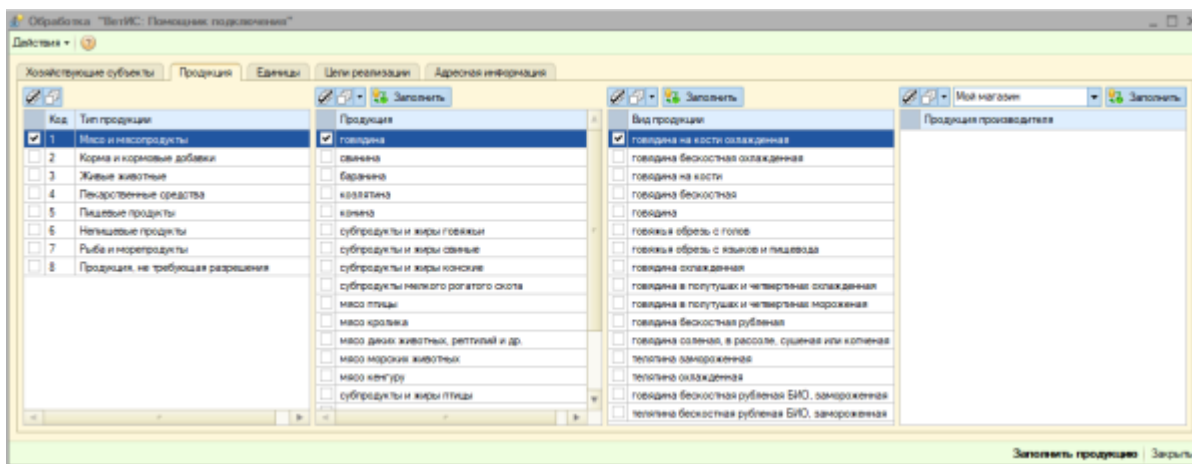 Обработка "ВетИС: Помощник подключения"
Действия
Хозяйствующие субъекты Продукция Единицы Цели реализации Адресная информация
Заполнить Заполнить Мой магазин Заполнить
Код Тип продукции
1 Мясо и мясопродукты
2 Корма и кормовые добавки
3 Живые животные
4 Лекарственные средства
5 Пищевые продукты
6 Непищевые продукты
7 Рыба и морепродукты
8 Продукция, не требующая разрешения
Продукция
говядина
свинина
баранина
козлятина
конина
субпродукты и жиры говяжьи
субпродукты и жиры свиные
субпродукты и жиры конские
субпродукты мелкого рогатого скота
мясо птицы
мясо кролика
мясо диких животных, рептилий и др.
мясо морских животных
мясо кенгуру
субпродукты и жиры птицы
Вид продукции
говядина на кости охлажденная
говядина бескостная охлажденная
говядина на кости
говядина бескостная
говядина
говяжья обрезь с голов
говяжья обрезь с языков и пищевода
говядина охлажденная
говядина в полутушах и четвертинах охлажденная
говядина в полутушах и четвертинах мороженая
говядина бескостная рубленая
говядина соленая, в рассоле, сушеная или копченая
телятина замороженная
телятина охлажденная
говядина бескостная рубленая БИО, замороженная
телятина бескостная рубленая БИО, замороженная
Продукция производителя
Заполнить продукцию Закрыть